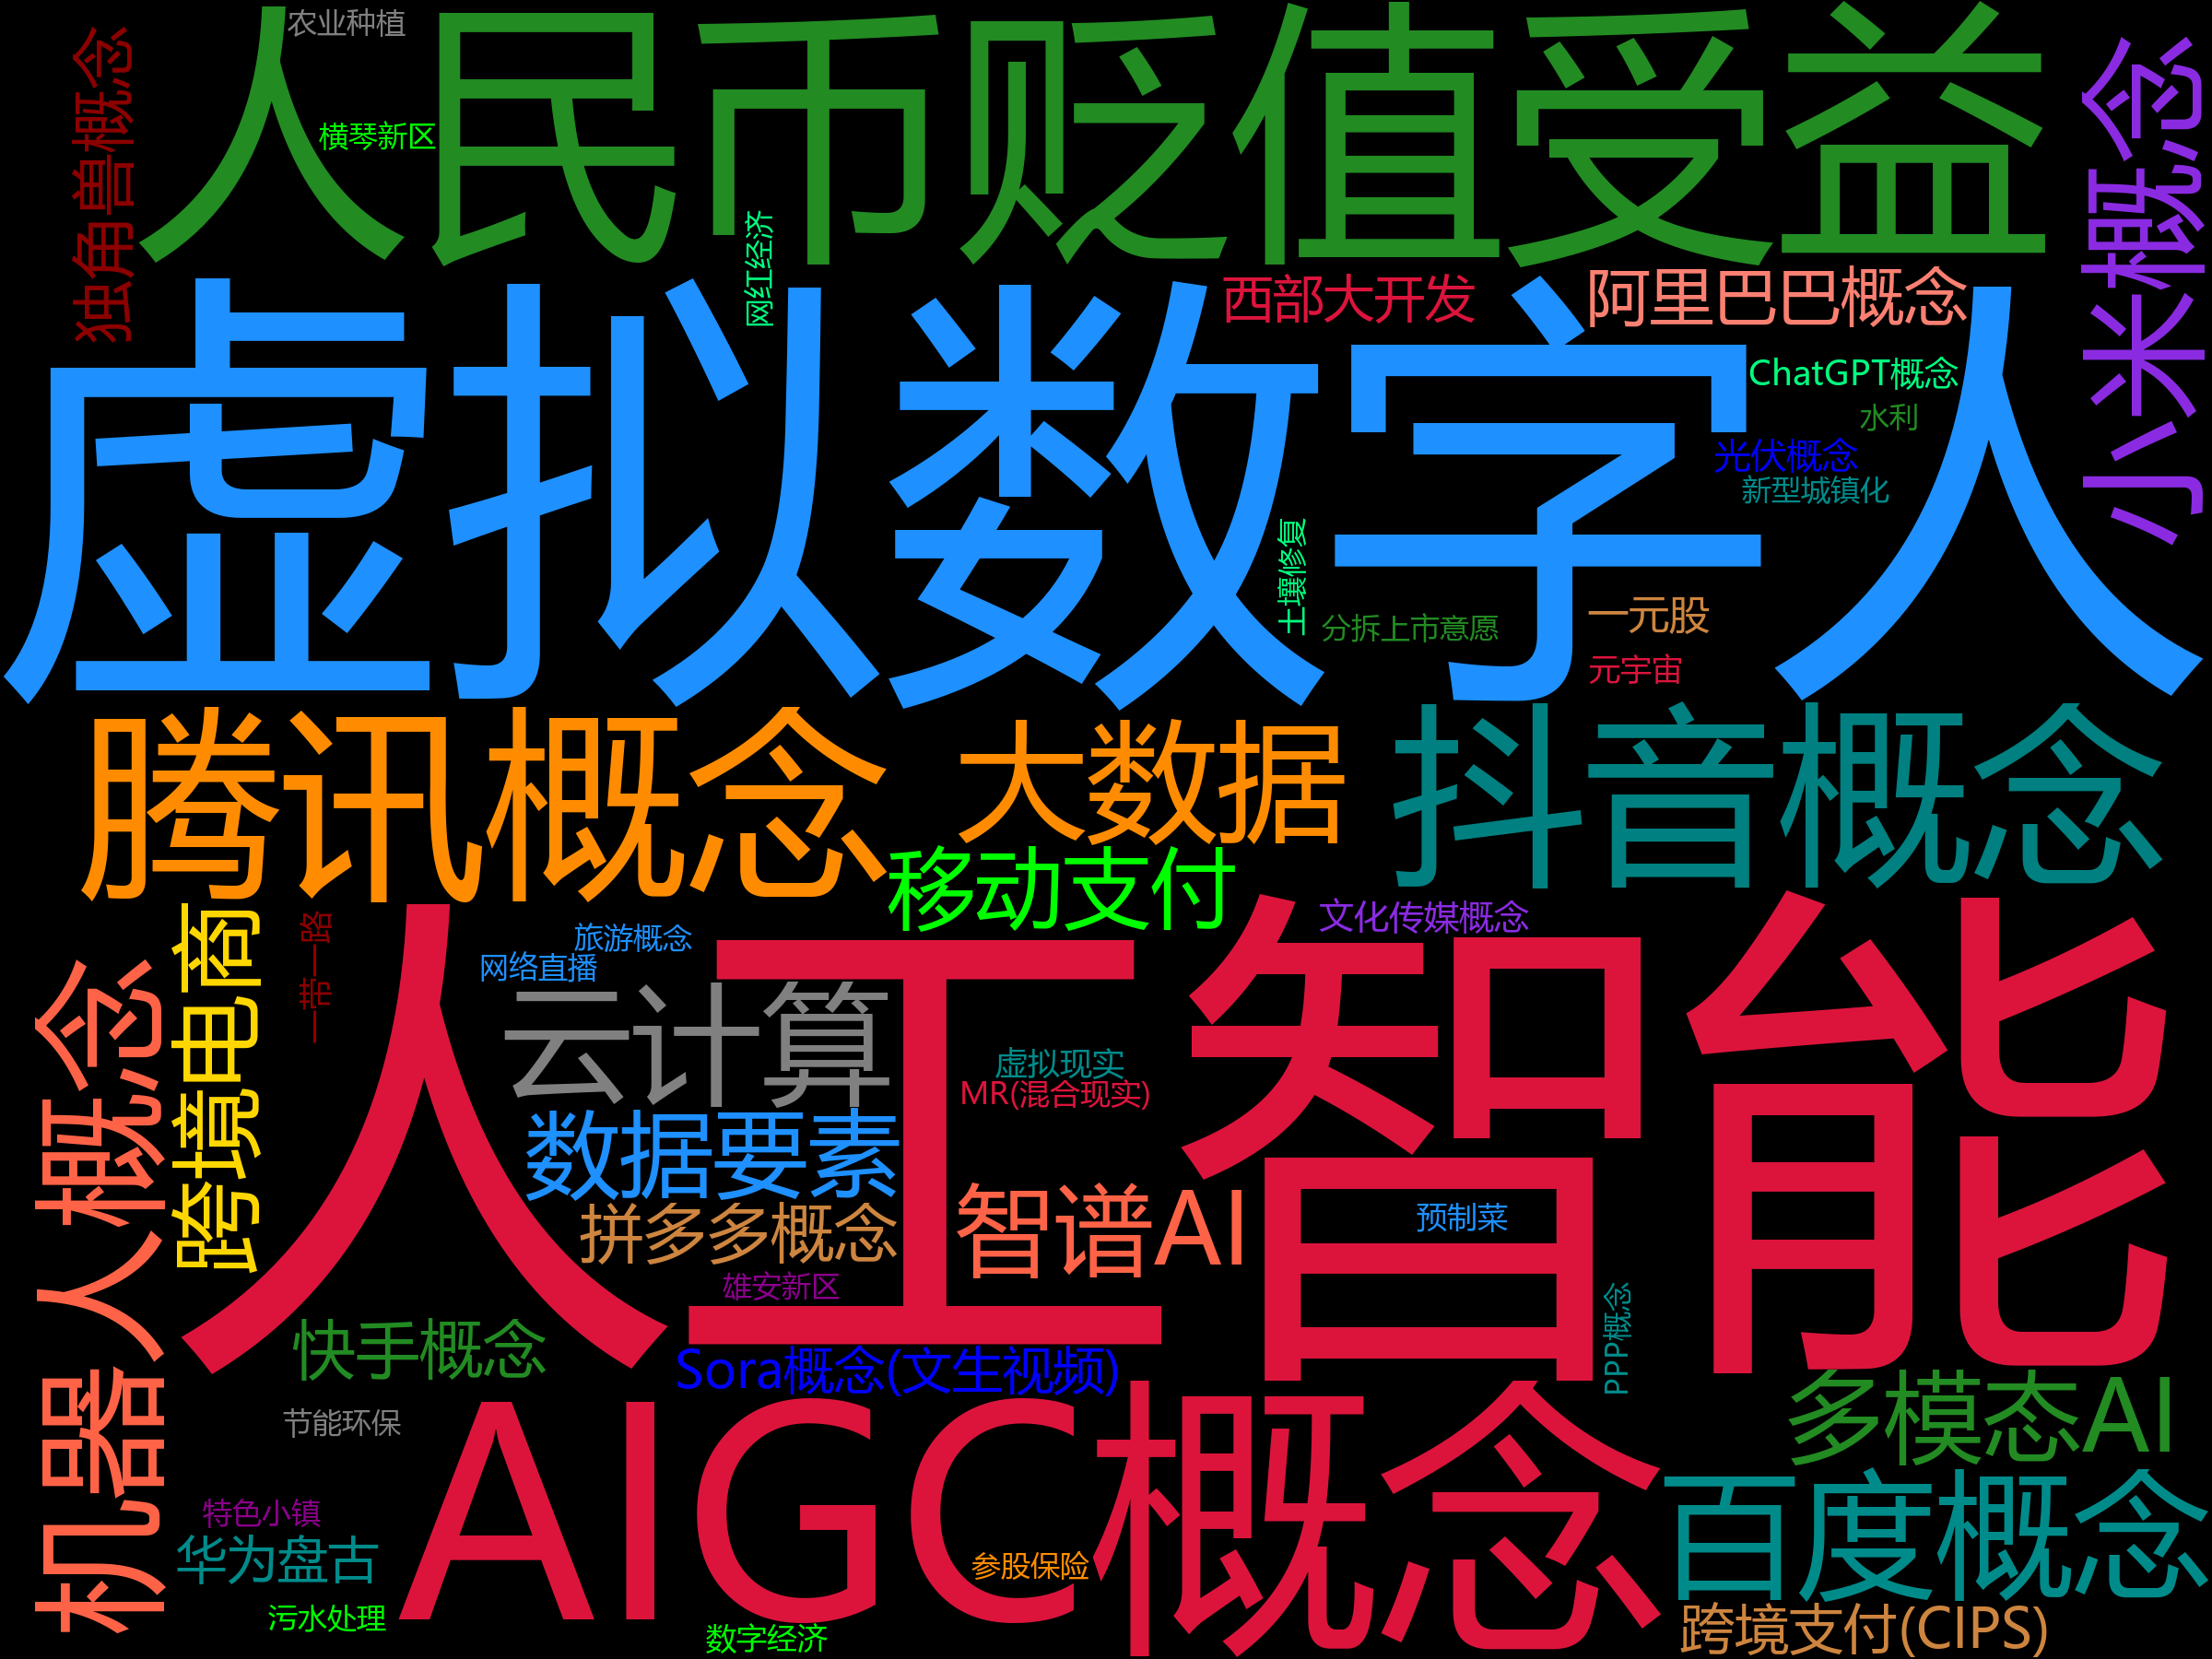 农业种植
人民币贬值受益
独角兽概念
横琴新区
网红经济
小米概念
西部大开发
阿里巴巴概念
虚拟数字人
ChatGPT概念
水利
光伏概念
新型城镇化
土壤修复
分拆上市意愿
一元股
元宇宙
腾讯概念
大数据
抖音概念
移动支付
文化传媒概念
跨境电商
一带一路
旅游概念
网络直播
人工智能
云计算
虚拟现实
MR(混合现实)
机器人概念
数据要素
智谱AI
拼多多概念
预制菜
雄安新区
PPP概念
快手概念
Sora概念(文生视频)
多模态AI
节能环保
AIGC概念
百度概念
特色小镇
华为盘古
参股保险
污水处理
数字经济
跨境支付(CIPS)